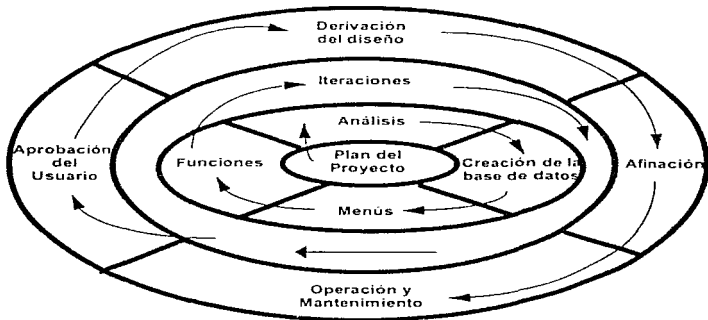 Derivación
del diseño
Iteraciones
Análisis
Aprobación
del
Usuario
Funciones
Plan del
Proyecto
Creación de la
base de datos
Afinación
Menús
Operación y
Mantenimiento